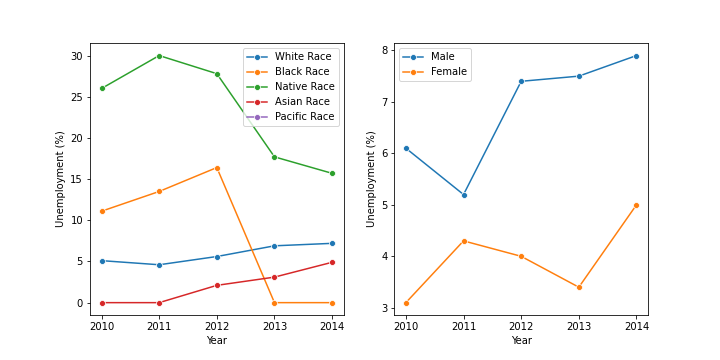 30
25
20
15
10
5
0
Unemployment (%)
2010 2011 2012 2013 2014
Year
White Race
Black Race
Native Race
Asian Race
Pacific Race
8
7
6
5
4
3
Unemployment (%)
2010 2011 2012 2013 2014
Year
Male
Female